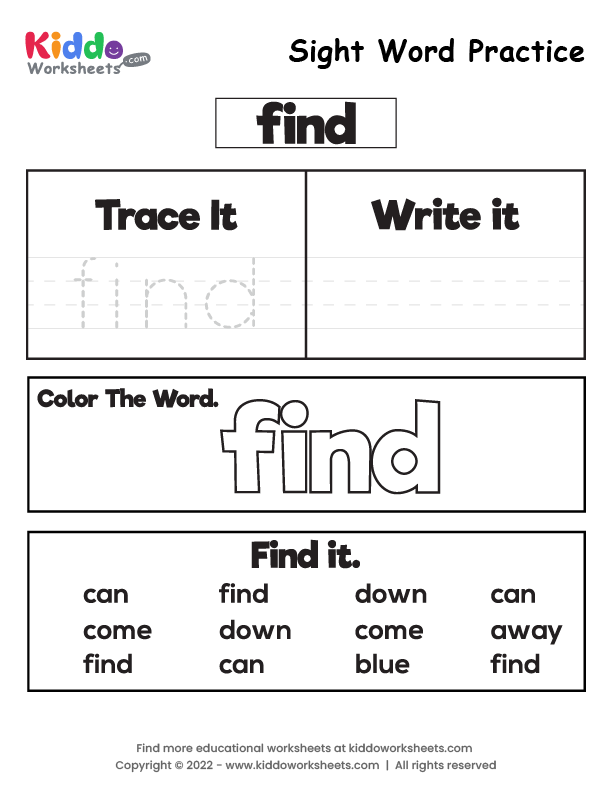 Kiddo
Worksheets.com
Sight Word Practice
find
Trace It
Write it
find
Color The Word.
find
Find it.
can find down can
come down come away
find can blue find
Find more educational worksheets at kiddoworksheets.com
Copyright © 2022 - www.kiddoworksheets.com | All rights reserved